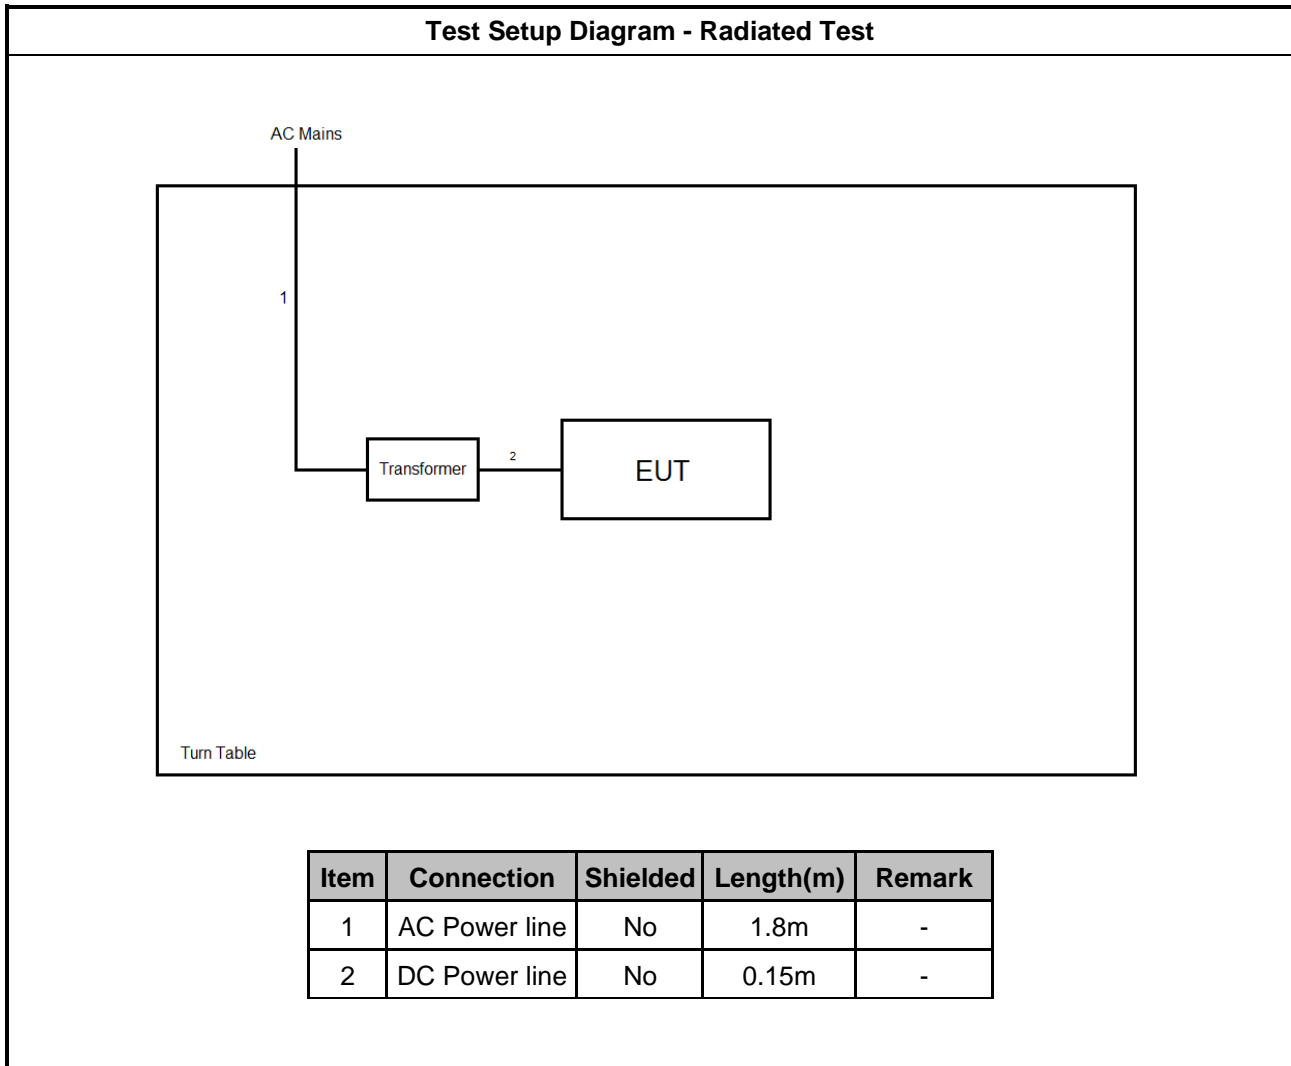 Test Setup Diagram - Radiated Test
AC Mains
1
Transformer
2
EUT
Turn Table
Item Connection Shielded Length(m) Remark
1 AC Power line No 1.8m -
2 DC Power line No 0.15m -